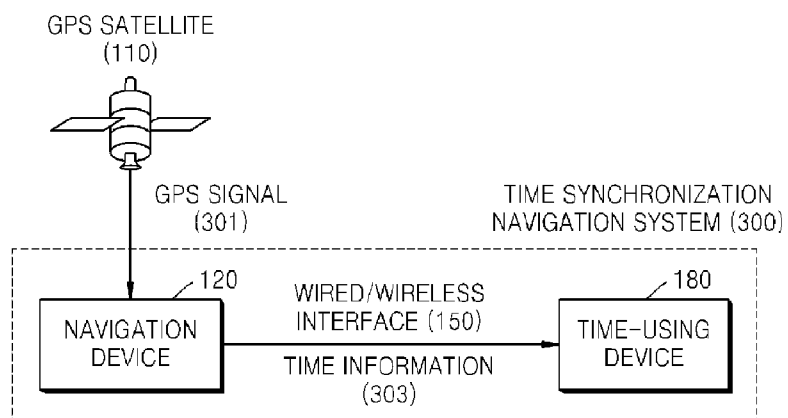 GPS SATELLITE
(110)
GPS SIGNAL
(301)
TIME SYNCHRONIZATION
NAVIGATION SYSTEM (300)
120
NAVIGATION
DEVICE
WIRED/WIRELESS
INTERFACE (150)
TIME INFORMATION
(303)
180
TIME-USING
DEVICE